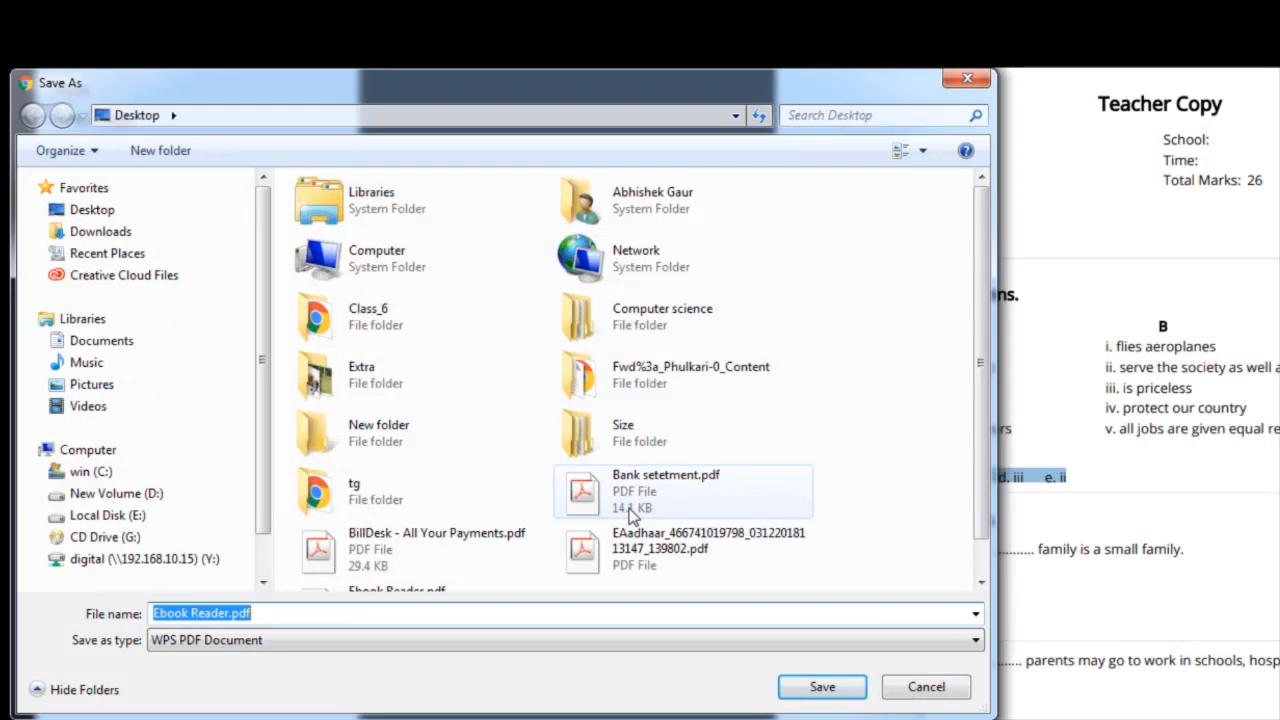 Save As
Desktop
Search Desktop
Organize
New folder
Favorites
Desktop
Downloads
Recent Places
Creative Cloud Files
Libraries
Documents
Music
Pictures
Videos
Computer
win (C:)
New Volume (D:)
Local Disk (E:)
CD Drive (G:)
digital (\\192.168.10.15) (Y:)
Libraries
System Folder
Abhishek Gaur
System Folder
Computer
System Folder
Network
System Folder
Class_6
File folder
Computer science
File folder
Extra
File folder
Fwd%3a_Phulkari-0_Content
File folder
New folder
File folder
Size
File folder
tg
File folder
Bank setetment.pdf
PDF File
14.1 KB
BillDesk - All Your Payments.pdf
PDF File
29.4 KB
EAadhaar_466741019798_031220181
13147_139802.pdf
PDF File
Ebook Reader.pdf
File name: Ebook Reader.pdf
Save as type: WPS PDF Document
Hide Folders
Save
Cancel
Teacher Copy
School:
Time:
Total Marks: 26
ns.
B
i. flies aeroplanes
ii. serve the society as well a
iii. is priceless
iv. protect our country
rs v. all jobs are given equal re
d. iii e. ii
.......... family is a small family.
...... parents may go to work in schools, hosp